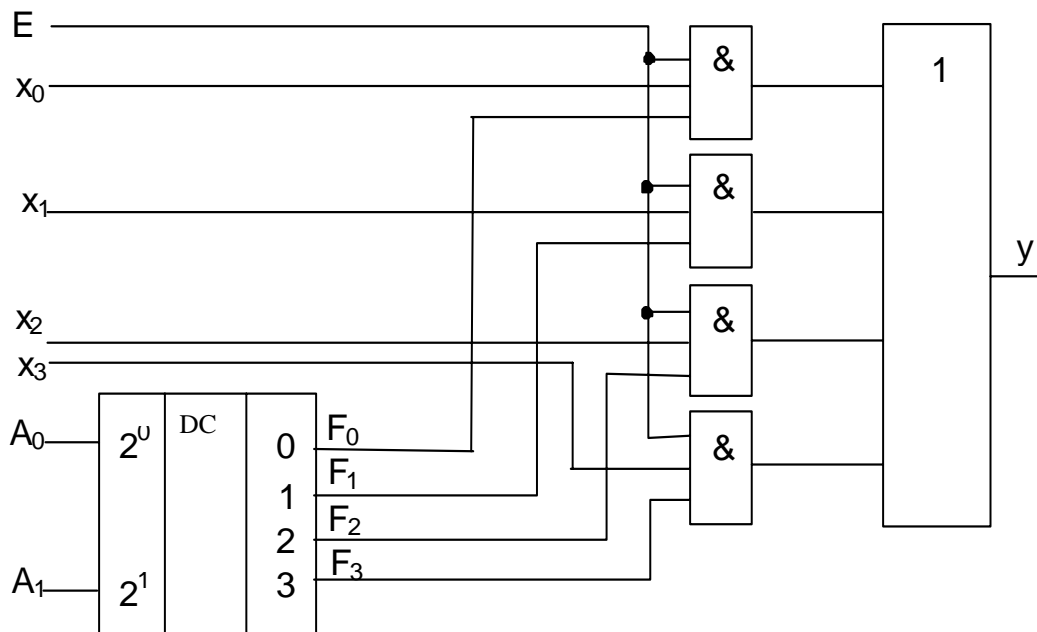 E
&
1
x₀
x₁
&
y
x₂
&
x₃
A₀
2⁰
DC
0
F₀
&
1
F₁
2
F₂
A₁
2¹
3
F₃